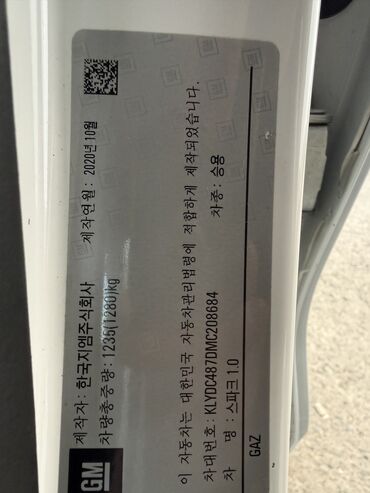 GM
제작자 : 한국지엠주식회사 제작연월 : 2020년 10월
차량총중량 : 1235(1280)kg
이 자동차는 대한민국 자동차관리법령에 적합하게 제작되었습니다.
차대번호 : KLYDC487DMC208684
차 명 : 스파크 1.0 차종 : 승용
GAZ